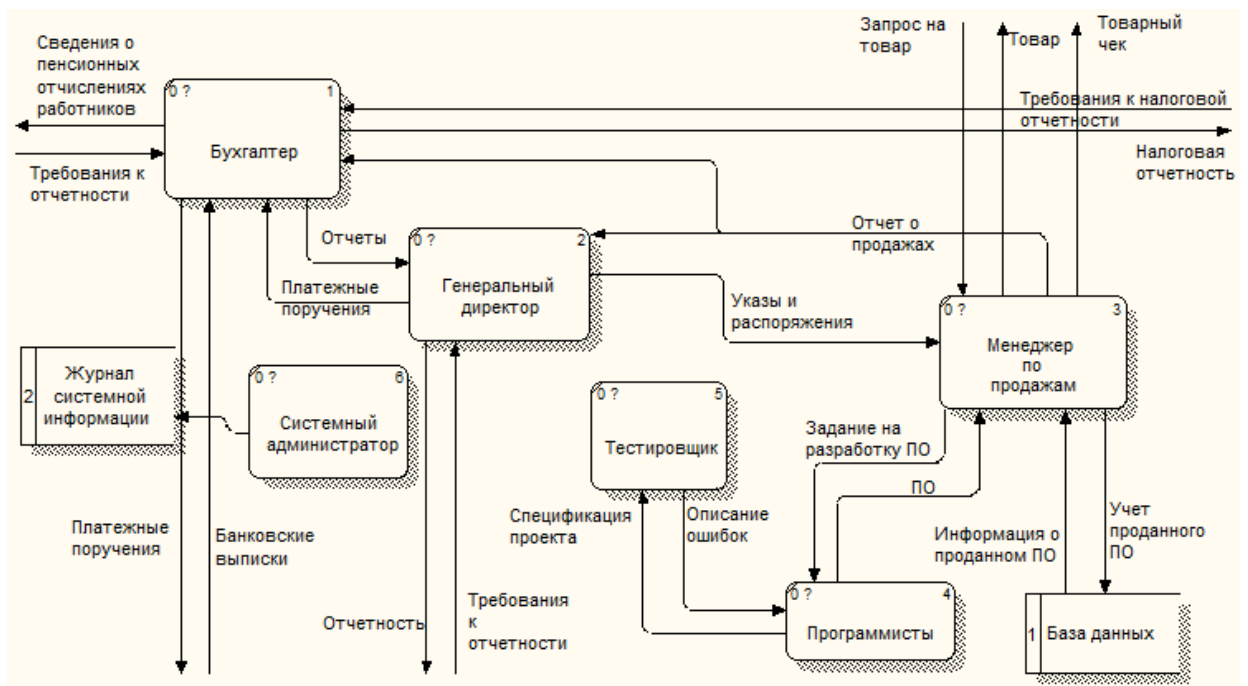 Сведения о
пенсионных
отчислениях
работников
Запрос на
товар
Товар
Товарный
чек
0 ?
1
Бухгалтер
Требования к налоговой
отчетности
Требования к
отчетности
Налоговая
отчетность
Отчеты
0 ?
2
Генеральный
директор
Отчет о
продажах
Платежные
поручения
Указы и
распоряжения
0 ?
3
Менеджер
по
продажам
2
Журнал
системной
информации
0 ?
6
Системный
администратор
0 ?
5
Тестировщик
Задание на
разработку ПО
ПО
Спецификация
проекта
Описание
ошибок
Информация о
проданном ПО
Учет
проданного
ПО
Платежные
поручения
Банковские
выписки
Отчетность
Требования
к
отчетности
0 ?
4
Программисты
1
База данных